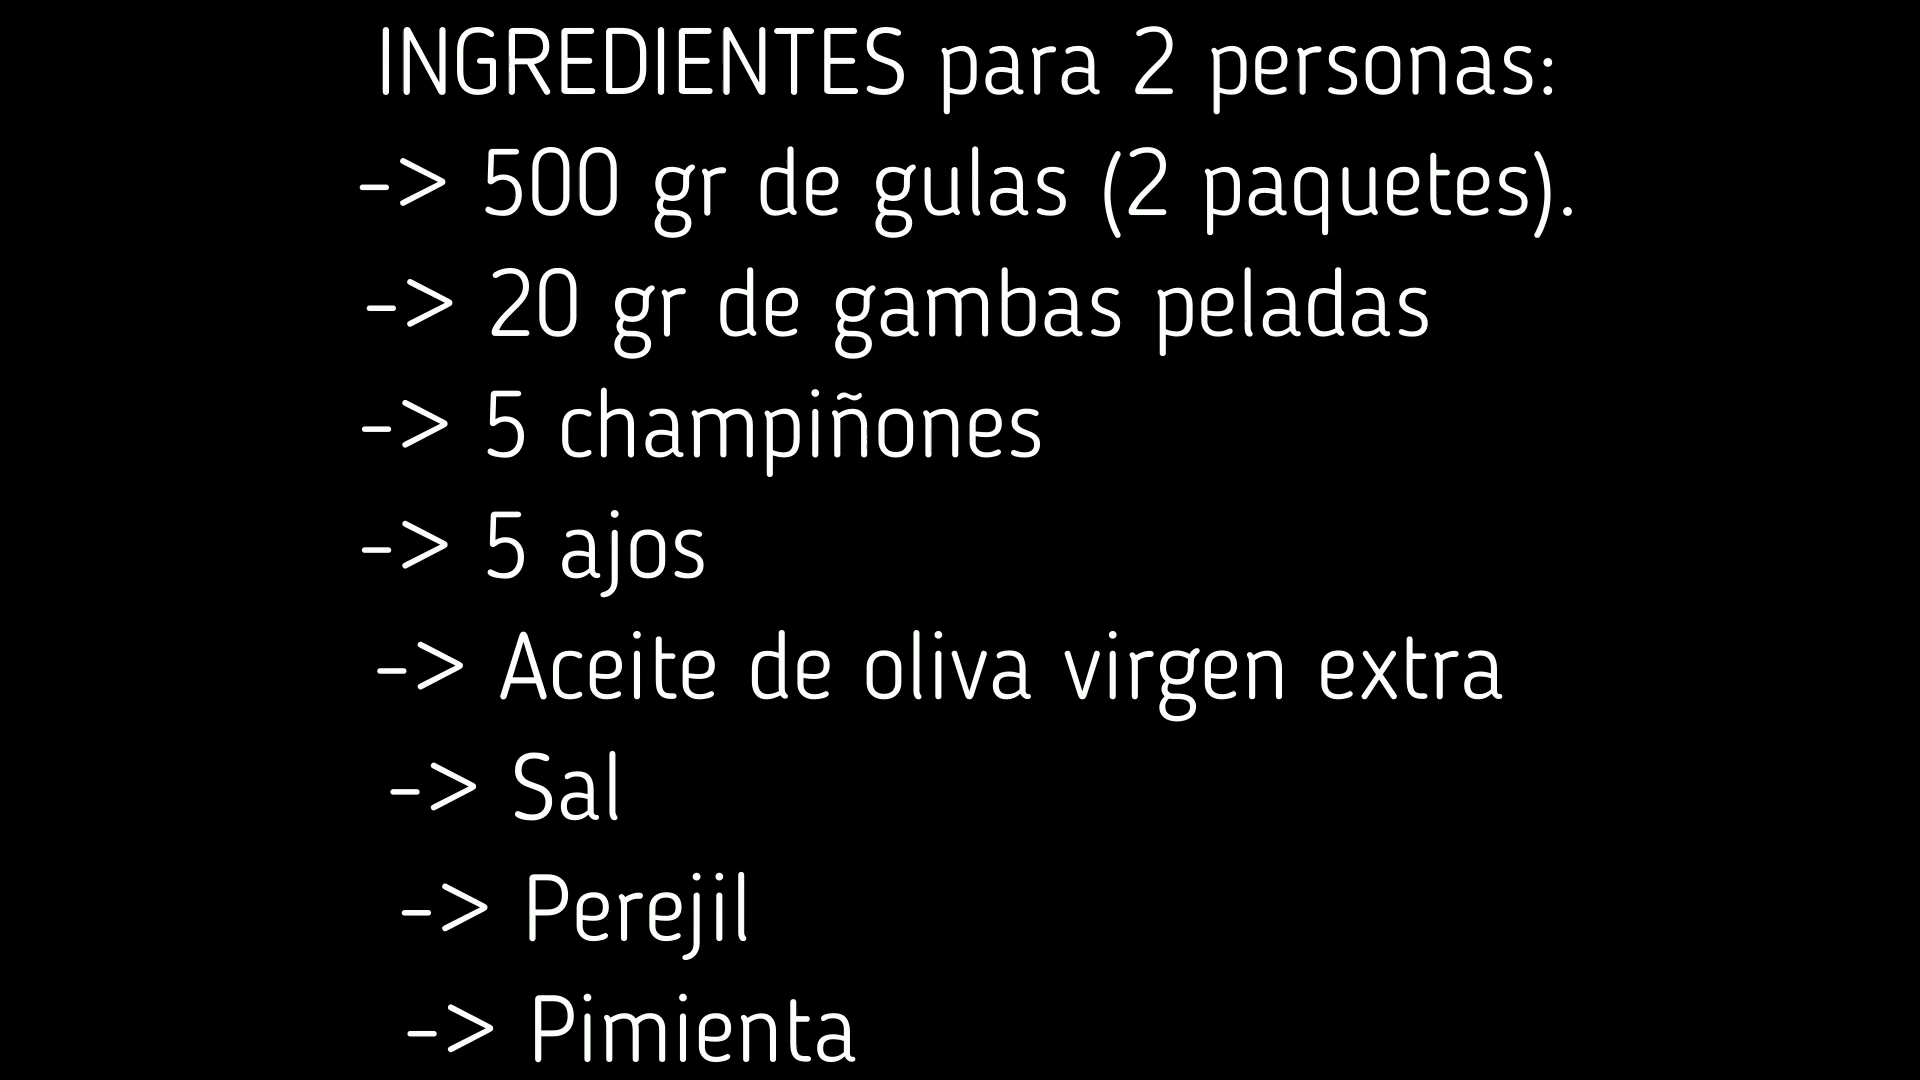 INGREDIENTES para 2 personas:
-> 500 gr de gulas (2 paquetes).
-> 20 gr de gambas peladas
-> 5 champiñones
-> 5 ajos
-> Aceite de oliva virgen extra
-> Sal
-> Perejil
-> Pimienta